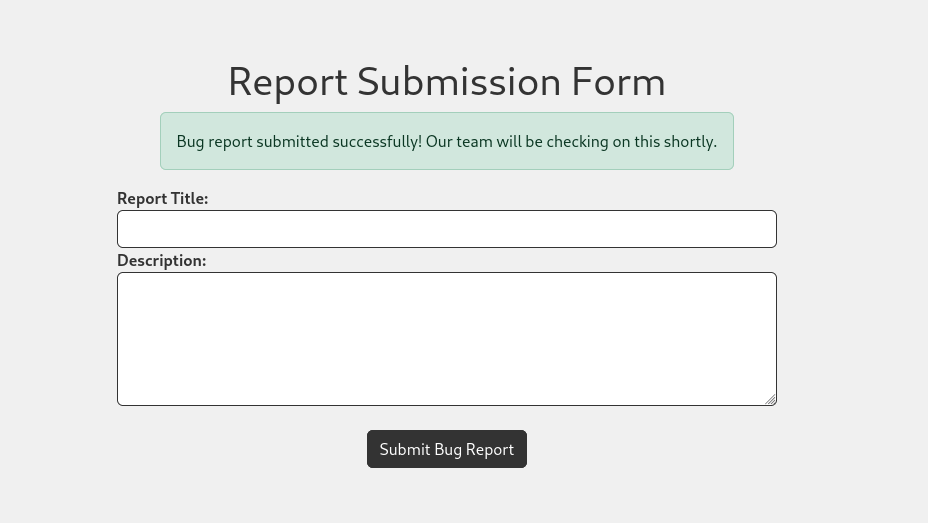 Report Submission Form
Bug report submitted successfully! Our team will be checking on this shortly.
Report Title:
Description:
Submit Bug Report